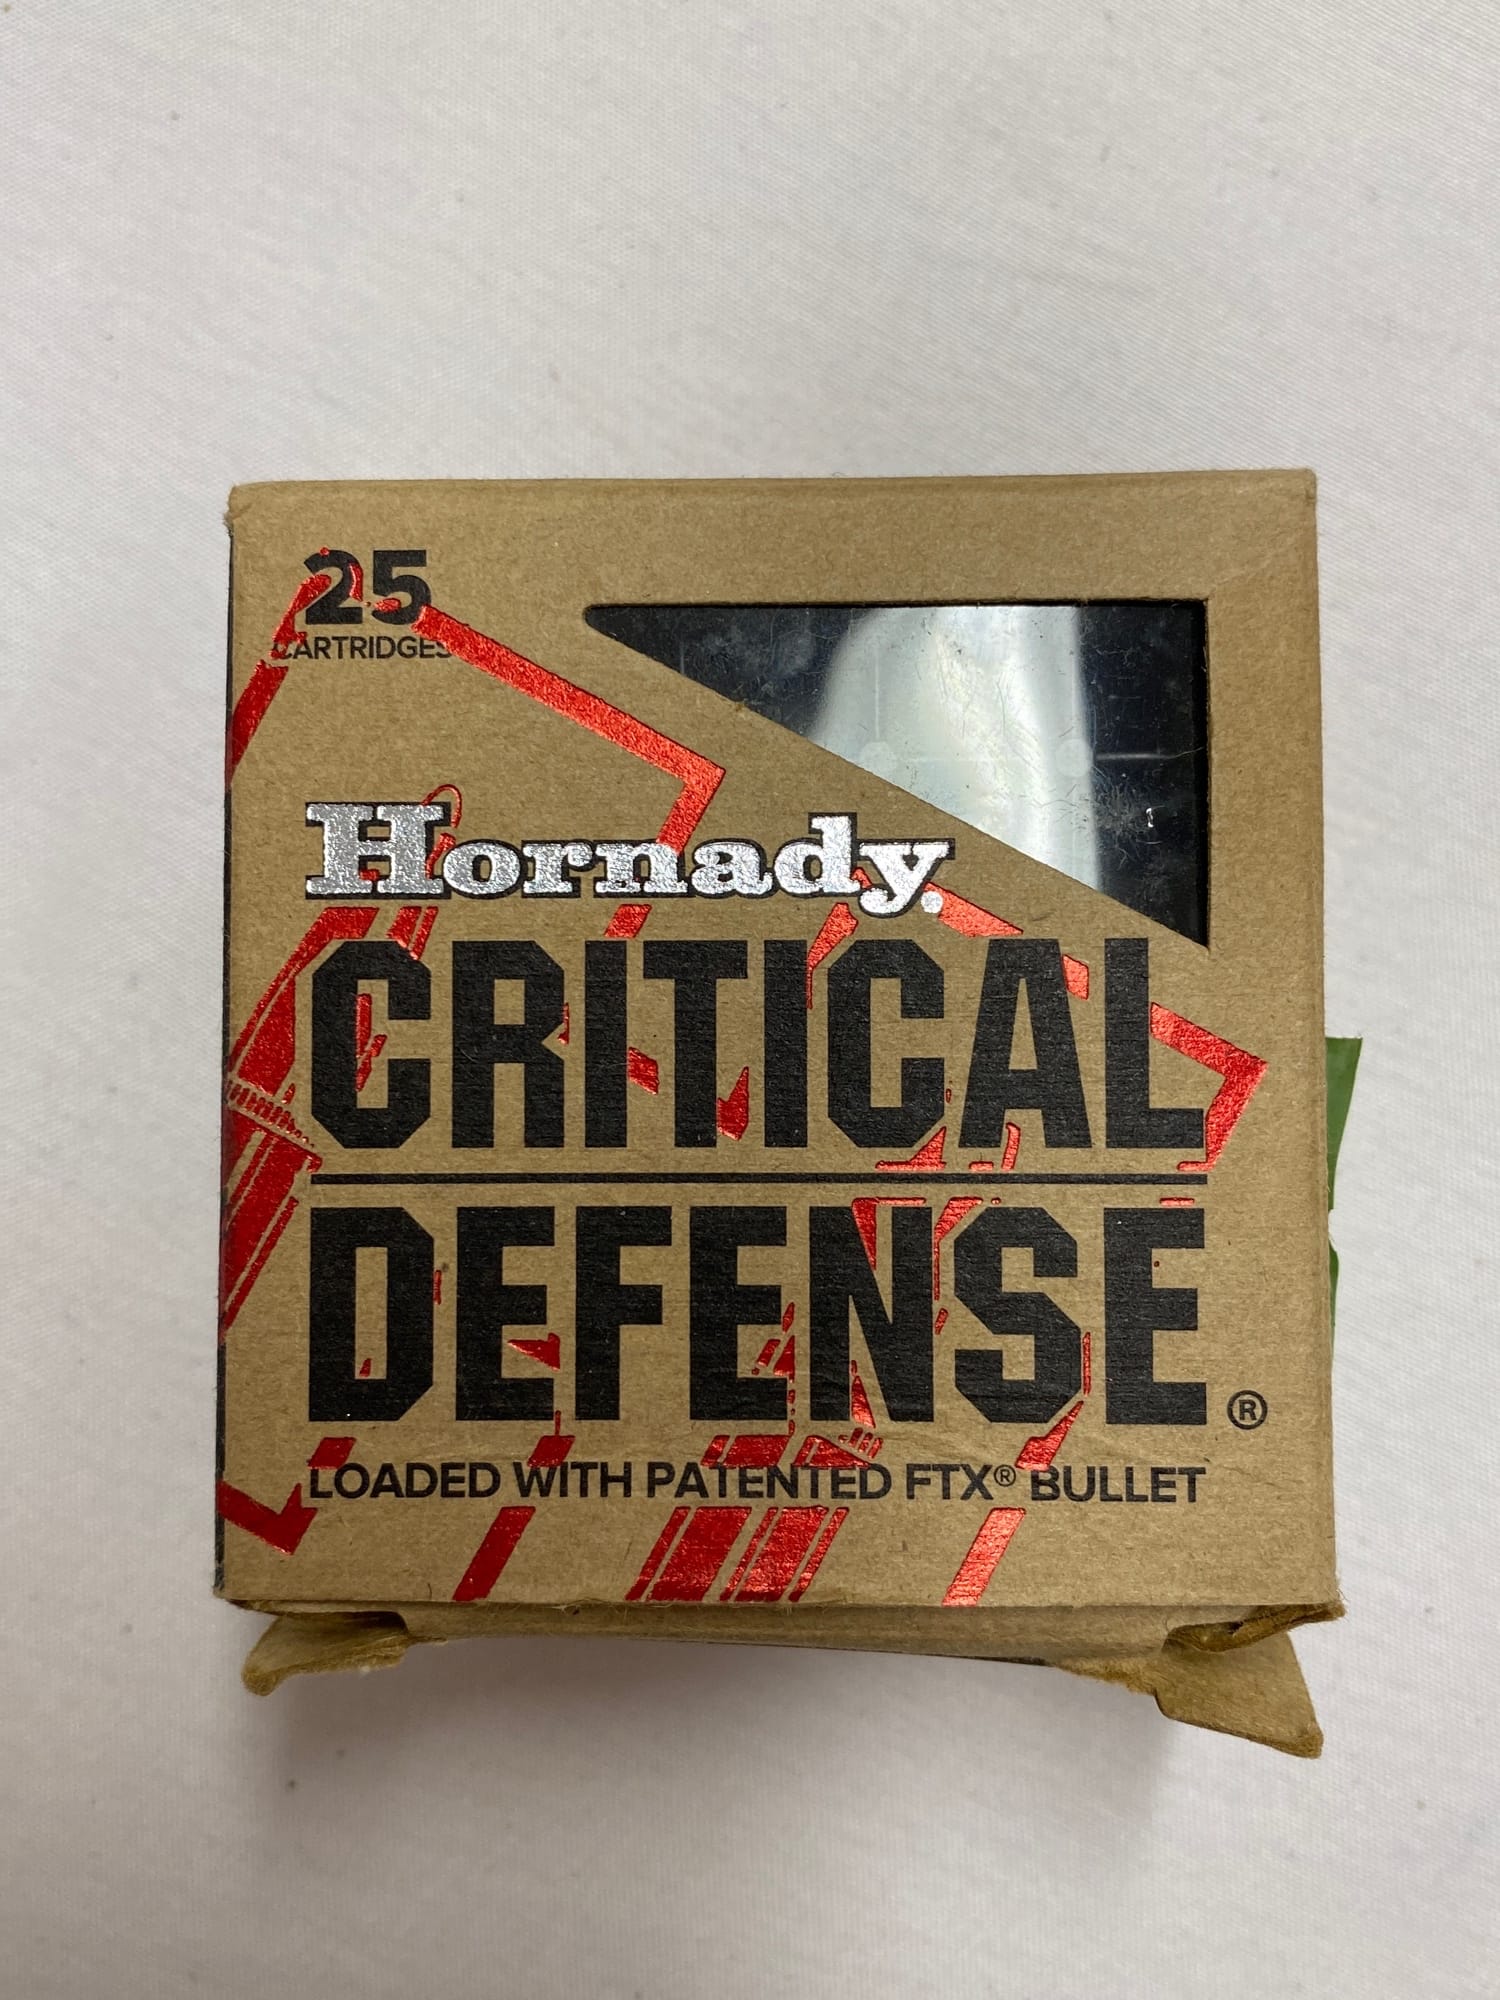 25
CARTRIDGES
Hornady.
CRITICAL
DEFENSE®
LOADED WITH PATENTED FTX® BULLET